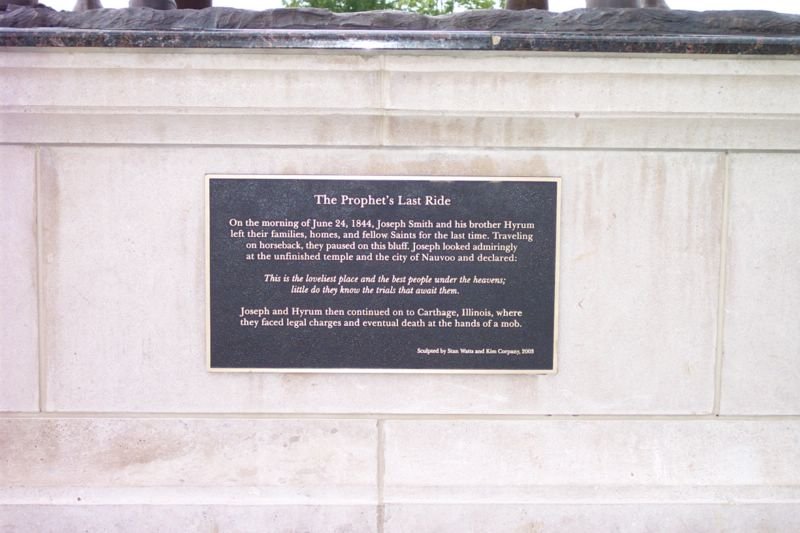 The Prophet's Last Ride
On the morning of June 24, 1844, Joseph Smith and his brother Hyrum
left their families, homes, and fellow Saints for the last time. Traveling
on horseback, they paused on this bluff. Joseph looked admiringly
at the unfinished temple and the city of Nauvoo and declared:
This is the loveliest place and the best people under the heavens;
little do they know the trials that await them.
Joseph and Hyrum then continued on to Carthage, Illinois, where
they faced legal charges and eventual death at the hands of a mob.
Sculpted by Stan Watts and Kim Corpany, 2003